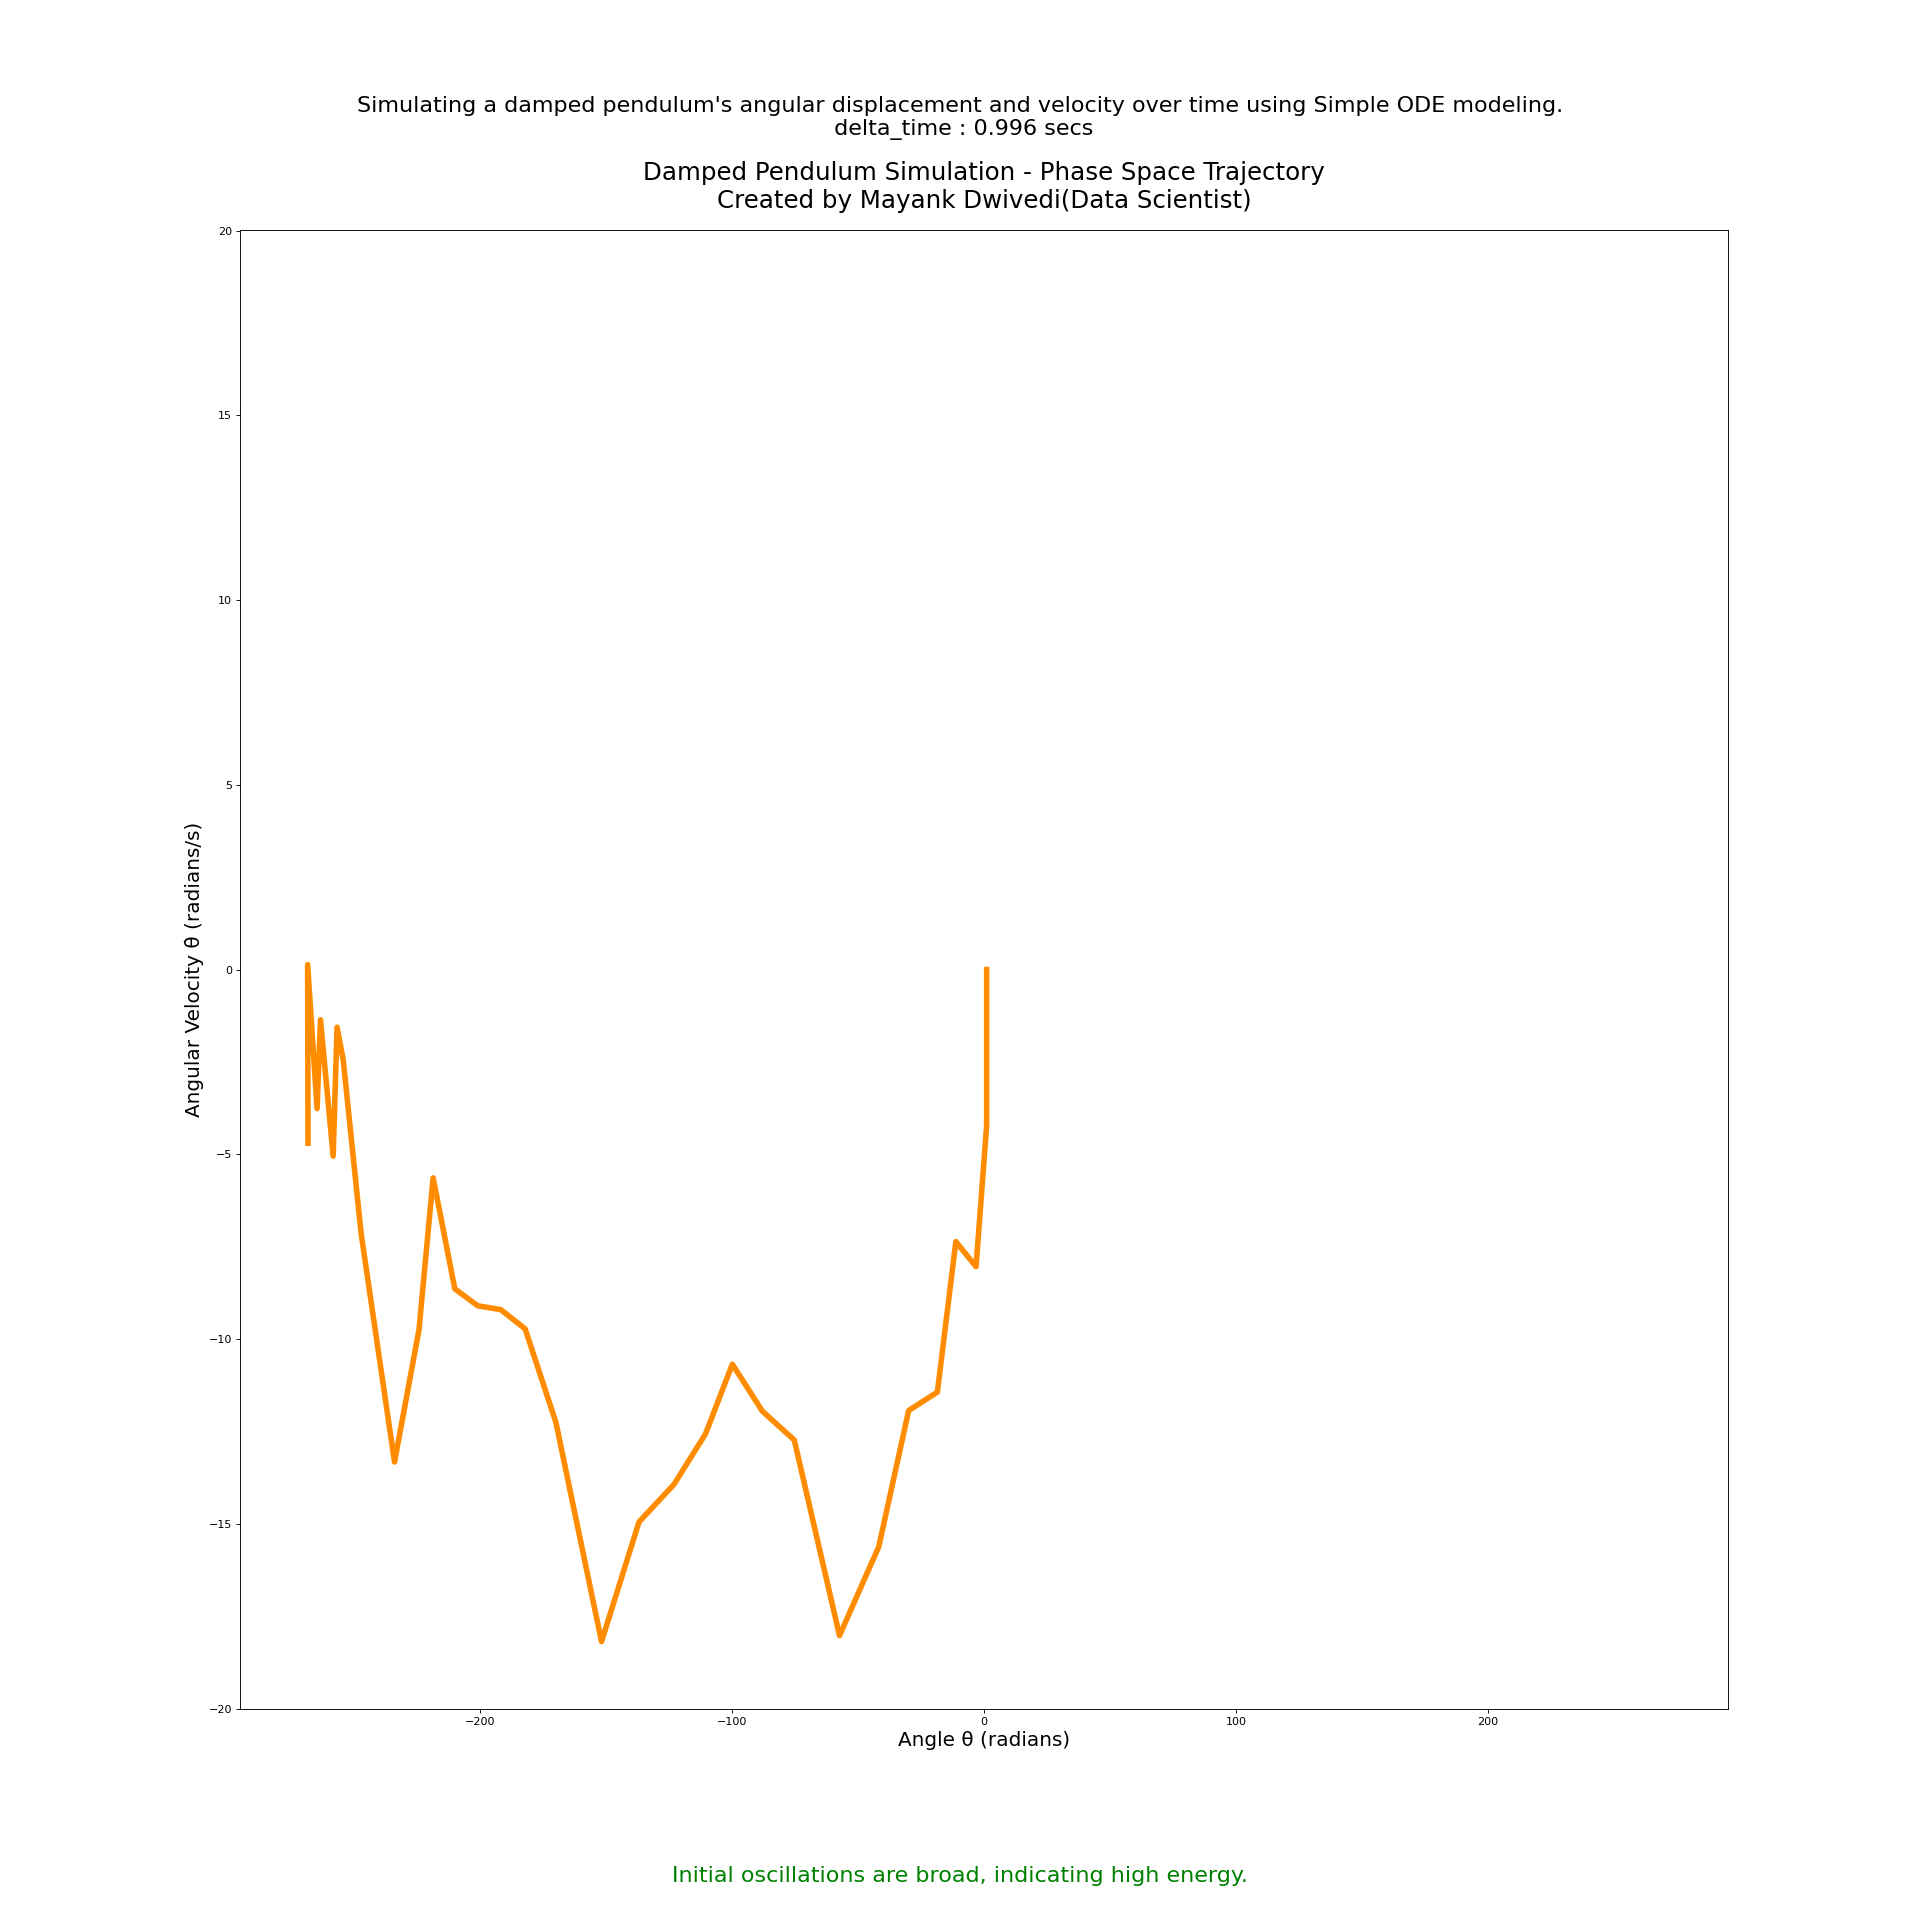 Simulating a damped pendulum's angular displacement and velocity over time using Simple ODE modeling.
delta_time : 0.996 secs
Damped Pendulum Simulation - Phase Space Trajectory
Created by Mayank Dwivedi(Data Scientist)
20
15
10
5
0
−5
−10
−15
−20
Angular Velocity θ (radians/s)
−200
−100
0
100
200
Angle θ (radians)
Initial oscillations are broad, indicating high energy.